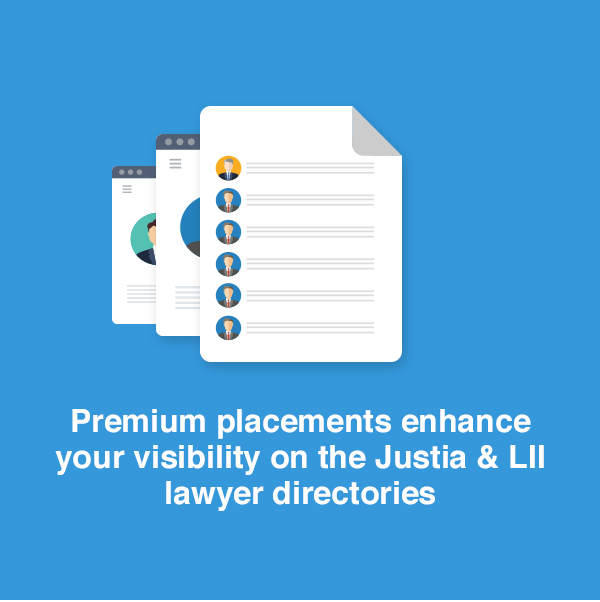 Premium placements enhance
your visibility on the Justia & LII
lawyer directories